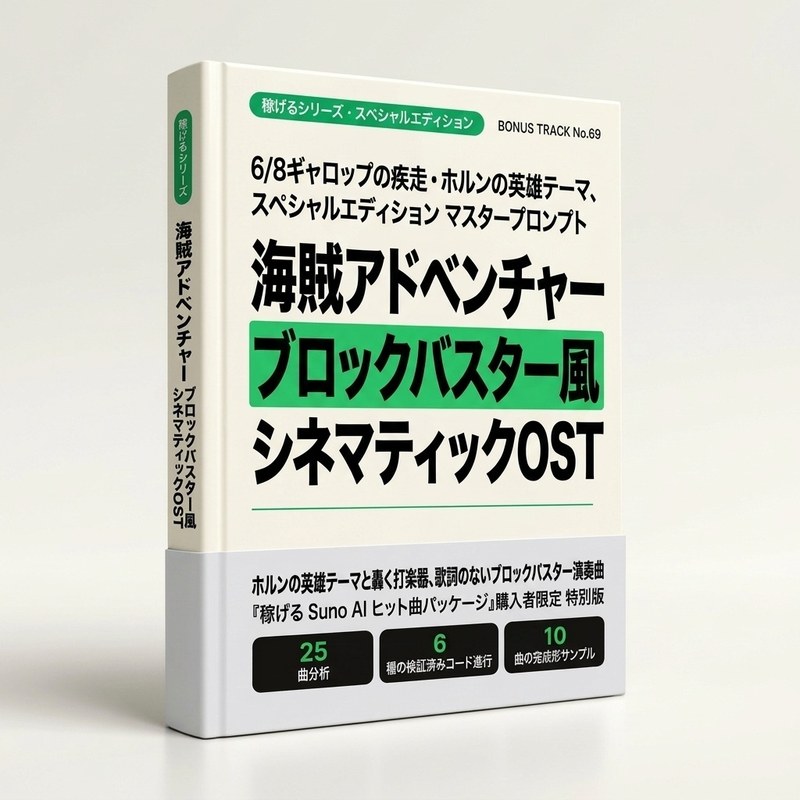 稼げるシリーズ・スペシャルエディション
BONUS TRACK No.69
6/8ギャロップの疾走・ホルンの英雄テーマ、
スペシャルエディション マスタープロンプト
海賊アドベンチャー
ブロックバスター風
シネマティックOST
ホルンの英雄テーマと轟く打楽器、歌詞のないブロックバスター演奏曲
『稼げる Suno AI ヒット曲パッケージ』購入者限定 特別版
25
曲分析
6
種の検証済みコード進行
10
曲の完成形サンプル
稼げるシリーズ
海賊アドベンチャー
ブロックバスター風
シネマティックOST